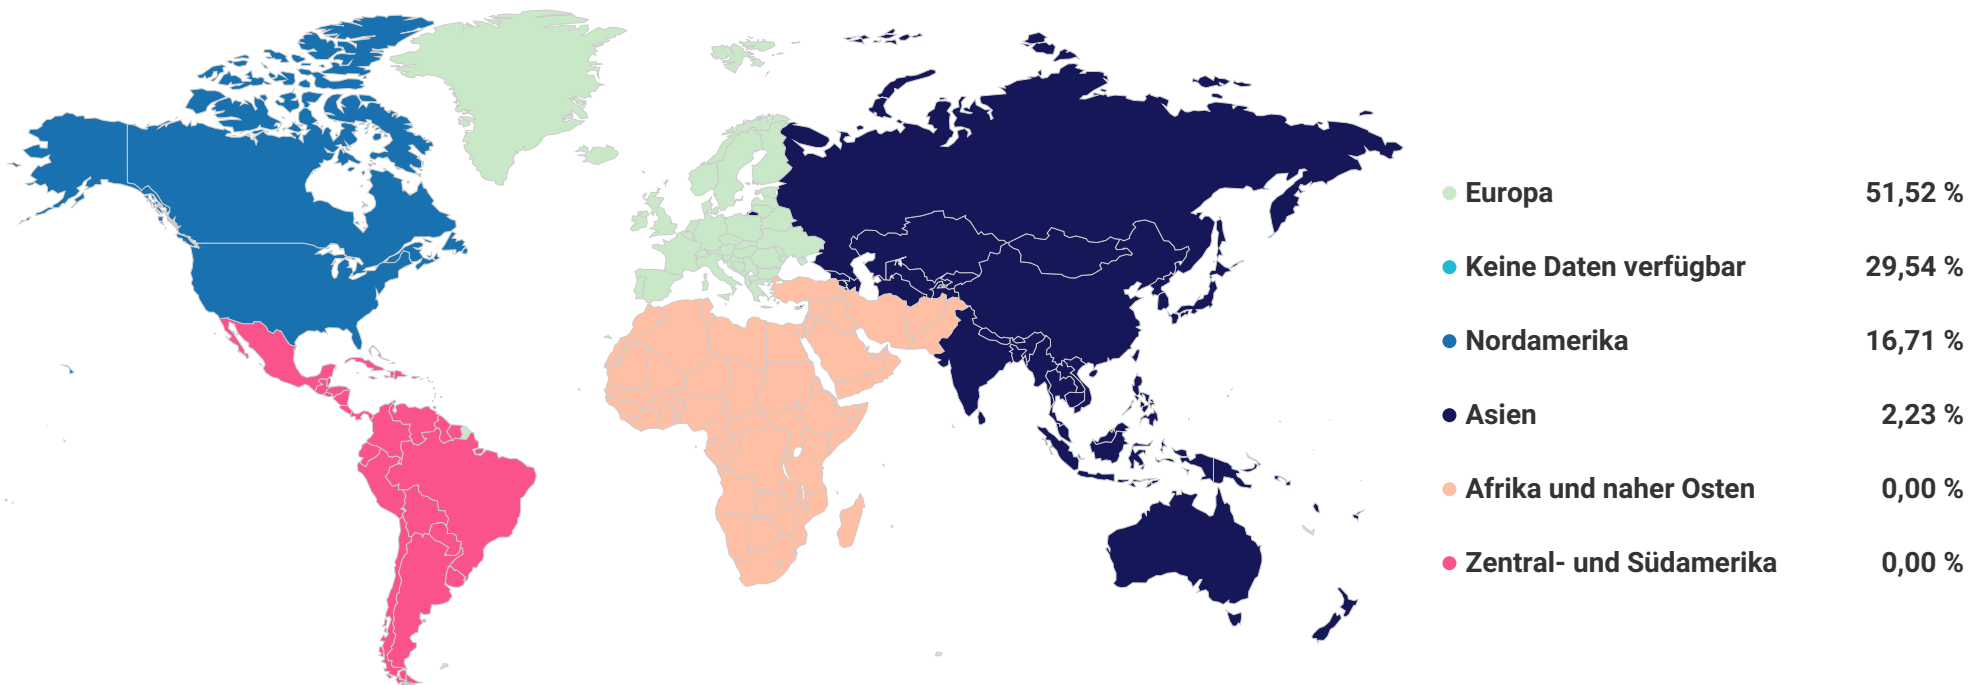 Europa 51,52 %
Keine Daten verfügbar 29,54 %
Nordamerika 16,71 %
Asien 2,23 %
Afrika und naher Osten 0,00 %
Zentral- und Südamerika 0,00 %